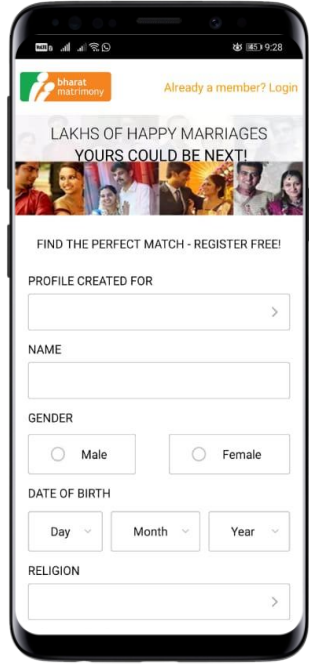 9:28
bharat
matrimony
Already a member? Login
LAKHS OF HAPPY MARRIAGES
YOURS COULD BE NEXT!
FIND THE PERFECT MATCH - REGISTER FREE!
PROFILE CREATED FOR
NAME
GENDER
Male Female
DATE OF BIRTH
Day Month Year
RELIGION